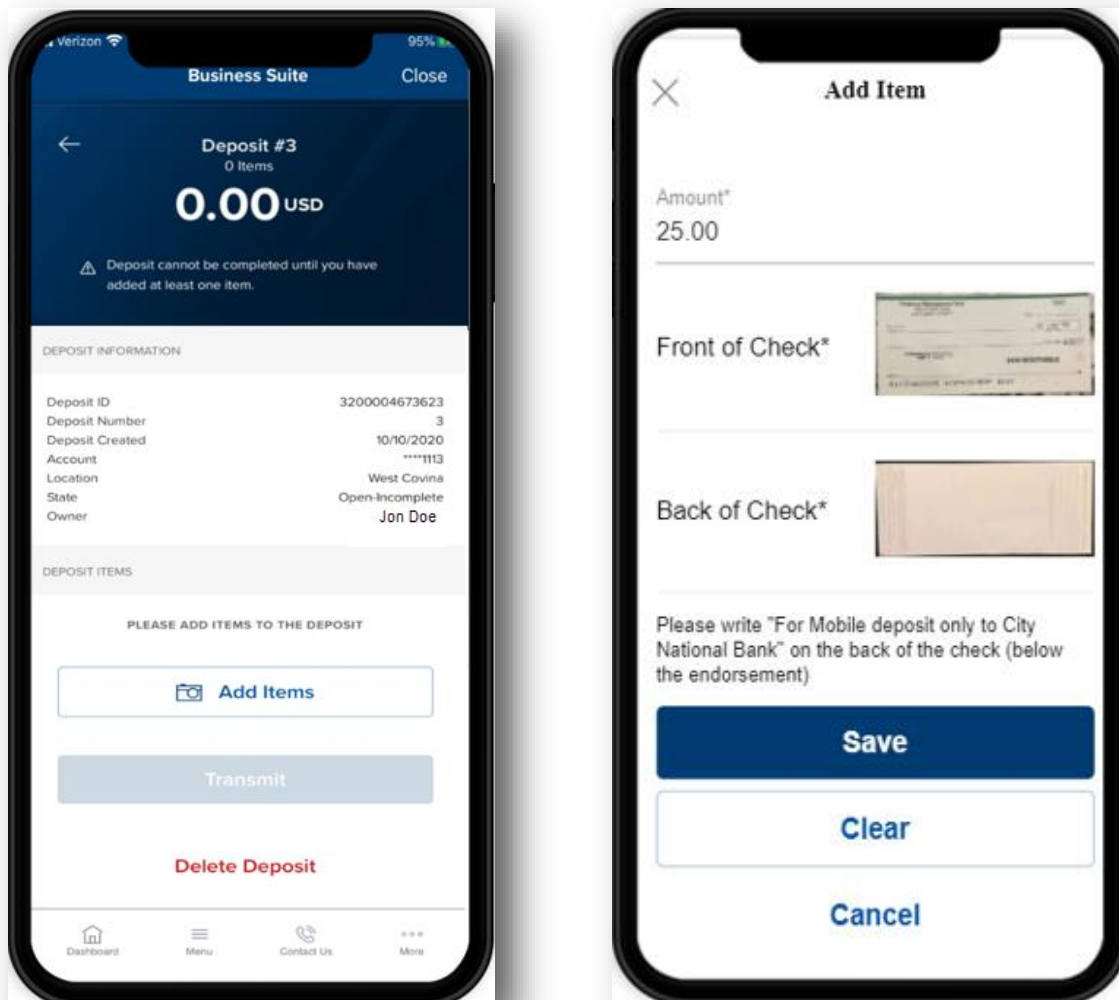 Verizon
95%
Business Suite
Close
Deposit #3
0 Items
0.00 USD
Deposit cannot be completed until you have
added at least one item.
DEPOSIT INFORMATION
Deposit ID 3200004673623
Deposit Number 3
Deposit Created 10/10/2020
Account ****1113
Location West Covina
State Open-Incomplete
Owner Jon Doe
DEPOSIT ITEMS
PLEASE ADD ITEMS TO THE DEPOSIT
Add Items
Transmit
Delete Deposit
Dashboard Menu Contact Us More
Add Item
Amount*
25.00
Front of Check*
Back of Check*
Please write "For Mobile deposit only to City
National Bank" on the back of the check (below
the endorsement)
Save
Clear
Cancel